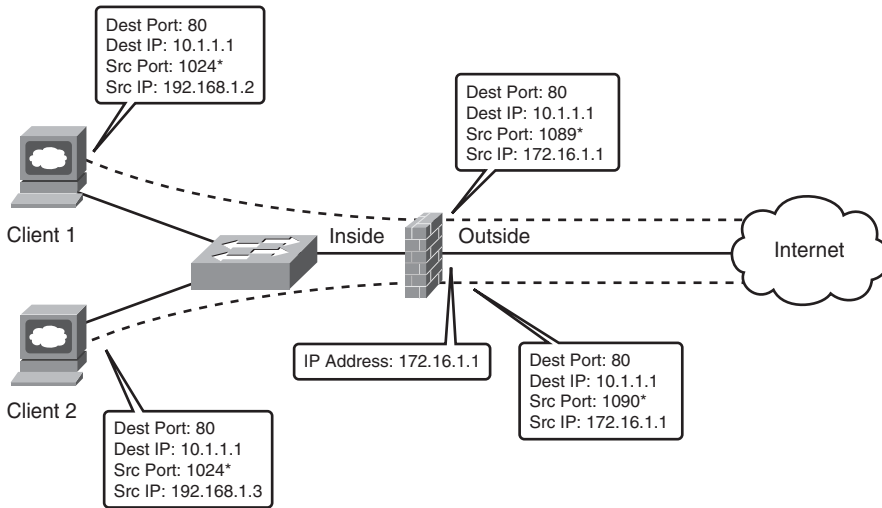 Dest Port: 80
Dest IP: 10.1.1.1
Src Port: 1024*
Src IP: 192.168.1.2
Dest Port: 80
Dest IP: 10.1.1.1
Src Port: 1089*
Src IP: 172.16.1.1
Client 1
Inside
Outside
Internet
IP Address: 172.16.1.1
Dest Port: 80
Dest IP: 10.1.1.1
Src Port: 1090*
Src IP: 172.16.1.1
Client 2
Dest Port: 80
Dest IP: 10.1.1.1
Src Port: 1024*
Src IP: 192.168.1.3